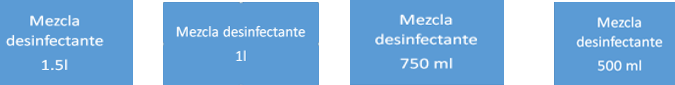 Mezcla
desinfectante
1.5l
Mezcla desinfectante
1l
Mezcla
desinfectante
750 ml
Mezcla
desinfectante
500 ml